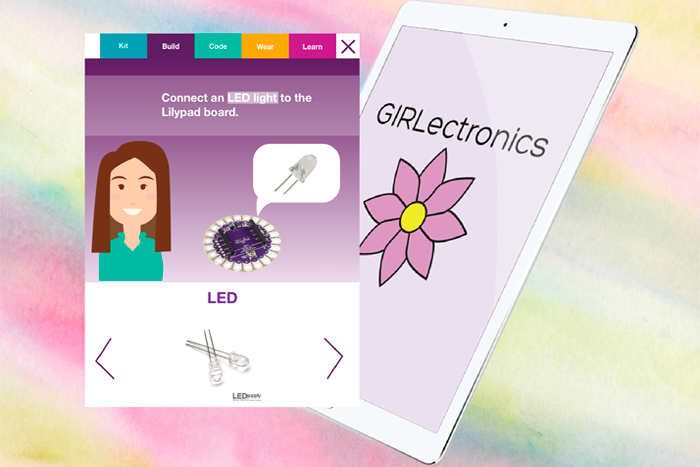 Kit
Build
Code
Wear
Learn
Connect an LED light to the
Lilypad board.
LED
LEDsupply
GIRLectronics